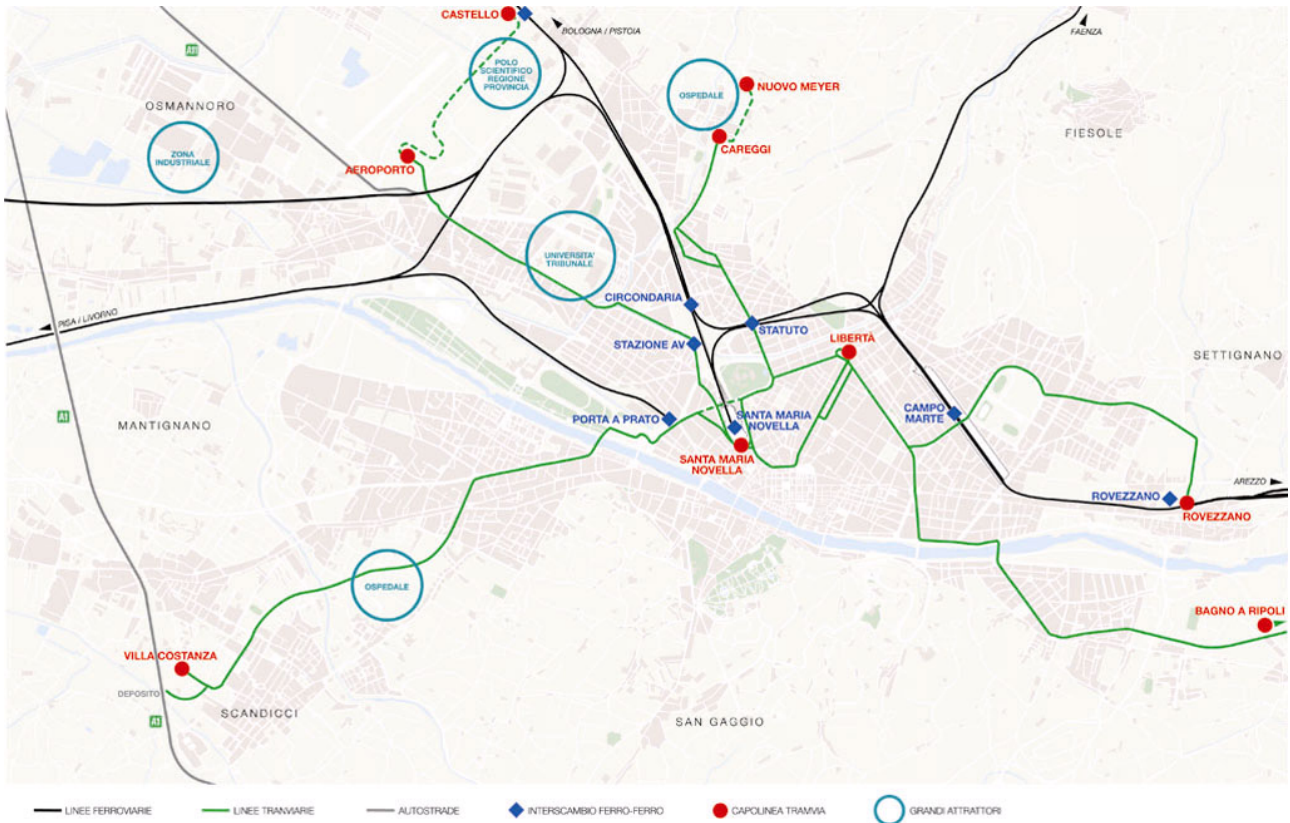 CASTELLO
BOLOGNA / PISTOIA
FAENZA
A11
POLO
SCIENTIFICO
REGIONE
PROVINCIA
OSPEDALE
NUOVO MEYER
OSMANNORO
FIESOLE
CAREGGI
ZONA
INDUSTRIALE
AEROPORTO
UNIVERSITA'
TRIBUNALE
CIRCONDARIA
PISA / LIVORNO
STATUTO
STAZIONE AV
LIBERTÀ
SETTIGNANO
A1
MANTIGNANO
PORTA A PRATO
SANTA MARIA
NOVELLA
CAMPO
MARTE
SANTA MARIA
NOVELLA
AREZZO
ROVEZZANO
ROVEZZANO
OSPEDALE
BAGNO A RIPOLI
VILLA COSTANZA
DEPOSITO
A1
SCANDICCI
SAN GAGGIO
LINEE FERROVIARIE
LINEE TRANVIARIE
AUTOSTRADE
INTERSCAMBIO FERRO-FERRO
CAPOLINEA TRAMVIA
GRANDI ATTRATTORI